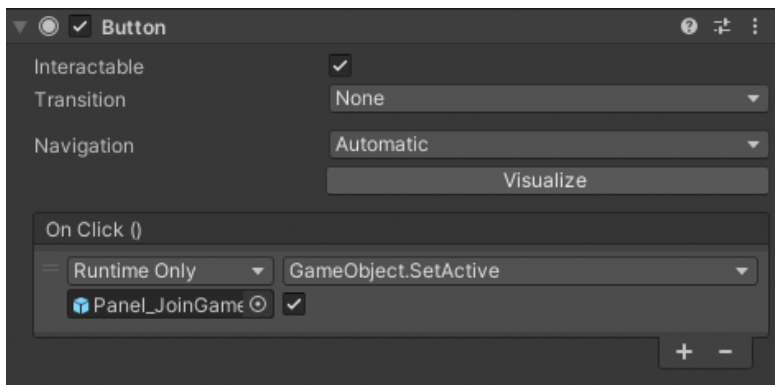 Button
Interactable
Transition None
Navigation Automatic
Visualize
On Click ()
Runtime Only GameObject.SetActive
Panel_JoinGame